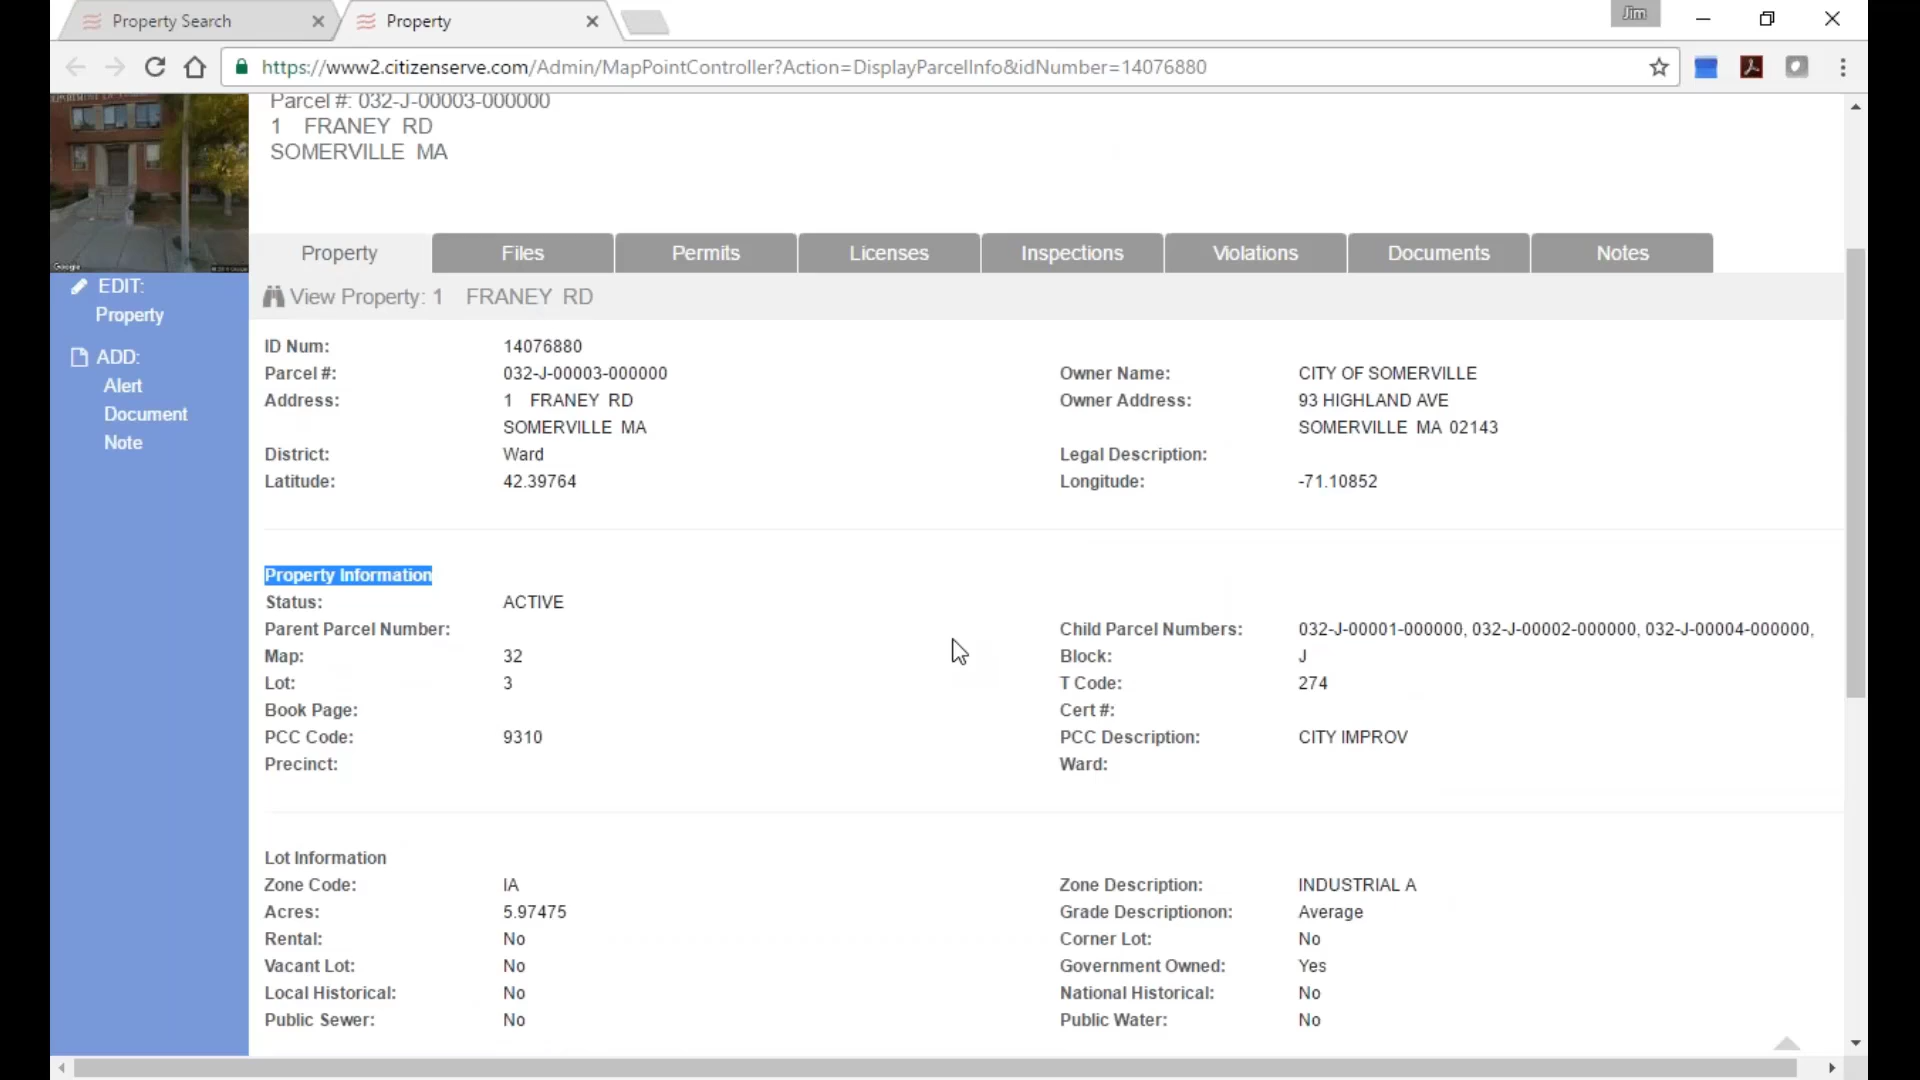 Property Search
Property
Jim
https://www2.citizenserve.com/Admin/MapPointController?Action=DisplayParcelInfo&idNumber=14076880
Parcel #: 032-J-00003-000000
1 FRANEY RD
SOMERVILLE MA
Google
Property Files Permits Licenses Inspections Violations Documents Notes
EDIT:
Property
ADD:
Alert
Document
Note
View Property: 1 FRANEY RD
ID Num: 14076880
Parcel #: 032-J-00003-000000 Owner Name: CITY OF SOMERVILLE
Address: 1 FRANEY RD Owner Address: 93 HIGHLAND AVE
SOMERVILLE MA SOMERVILLE MA 02143
District: Ward Legal Description:
Latitude: 42.39764 Longitude: -71.10852
Property Information
Status: ACTIVE
Parent Parcel Number: Child Parcel Numbers: 032-J-00001-000000, 032-J-00002-000000, 032-J-00004-000000,
Map: 32 Block: J
Lot: 3 T Code: 274
Book Page: Cert #:
PCC Code: 9310 PCC Description: CITY IMPROV
Precinct: Ward:
Lot Information
Zone Code: IA Zone Description: INDUSTRIAL A
Acres: 5.97475 Grade Descriptionon: Average
Rental: No Corner Lot: No
Vacant Lot: No Government Owned: Yes
Local Historical: No National Historical: No
Public Sewer: No Public Water: No